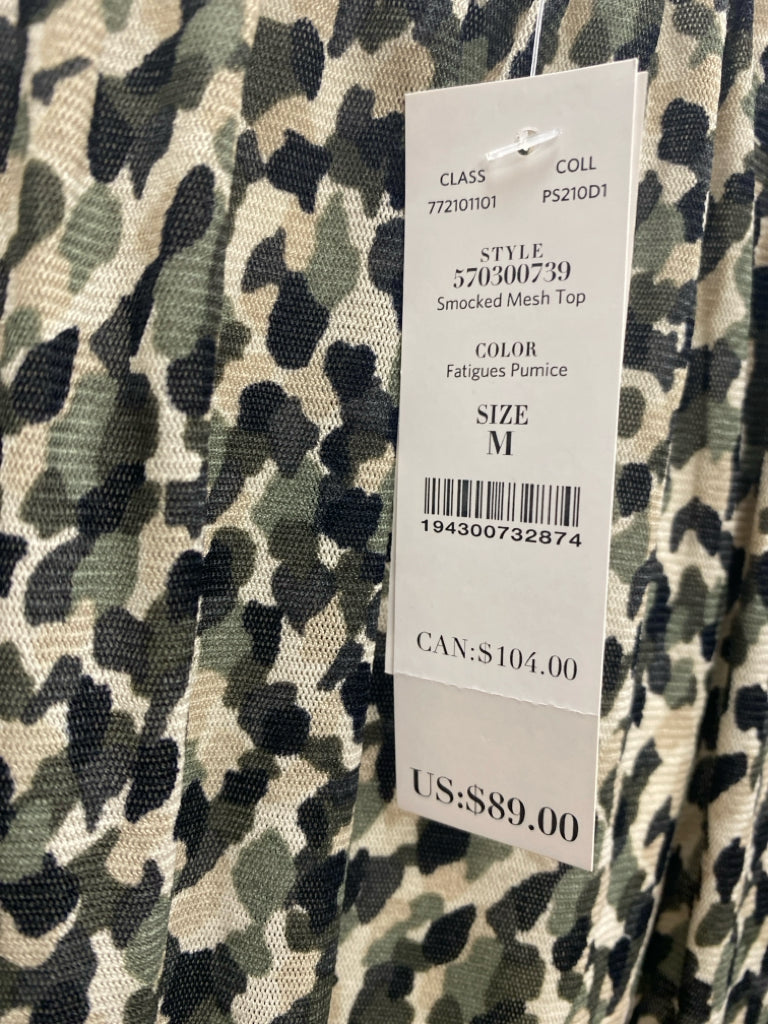 CLASS COLL
772101101 PS210D1
STYLE
570300739
Smocked Mesh Top
COLOR
Fatigues Pumice
SIZE
M
194300732874
CAN:$104.00
US:$89.00